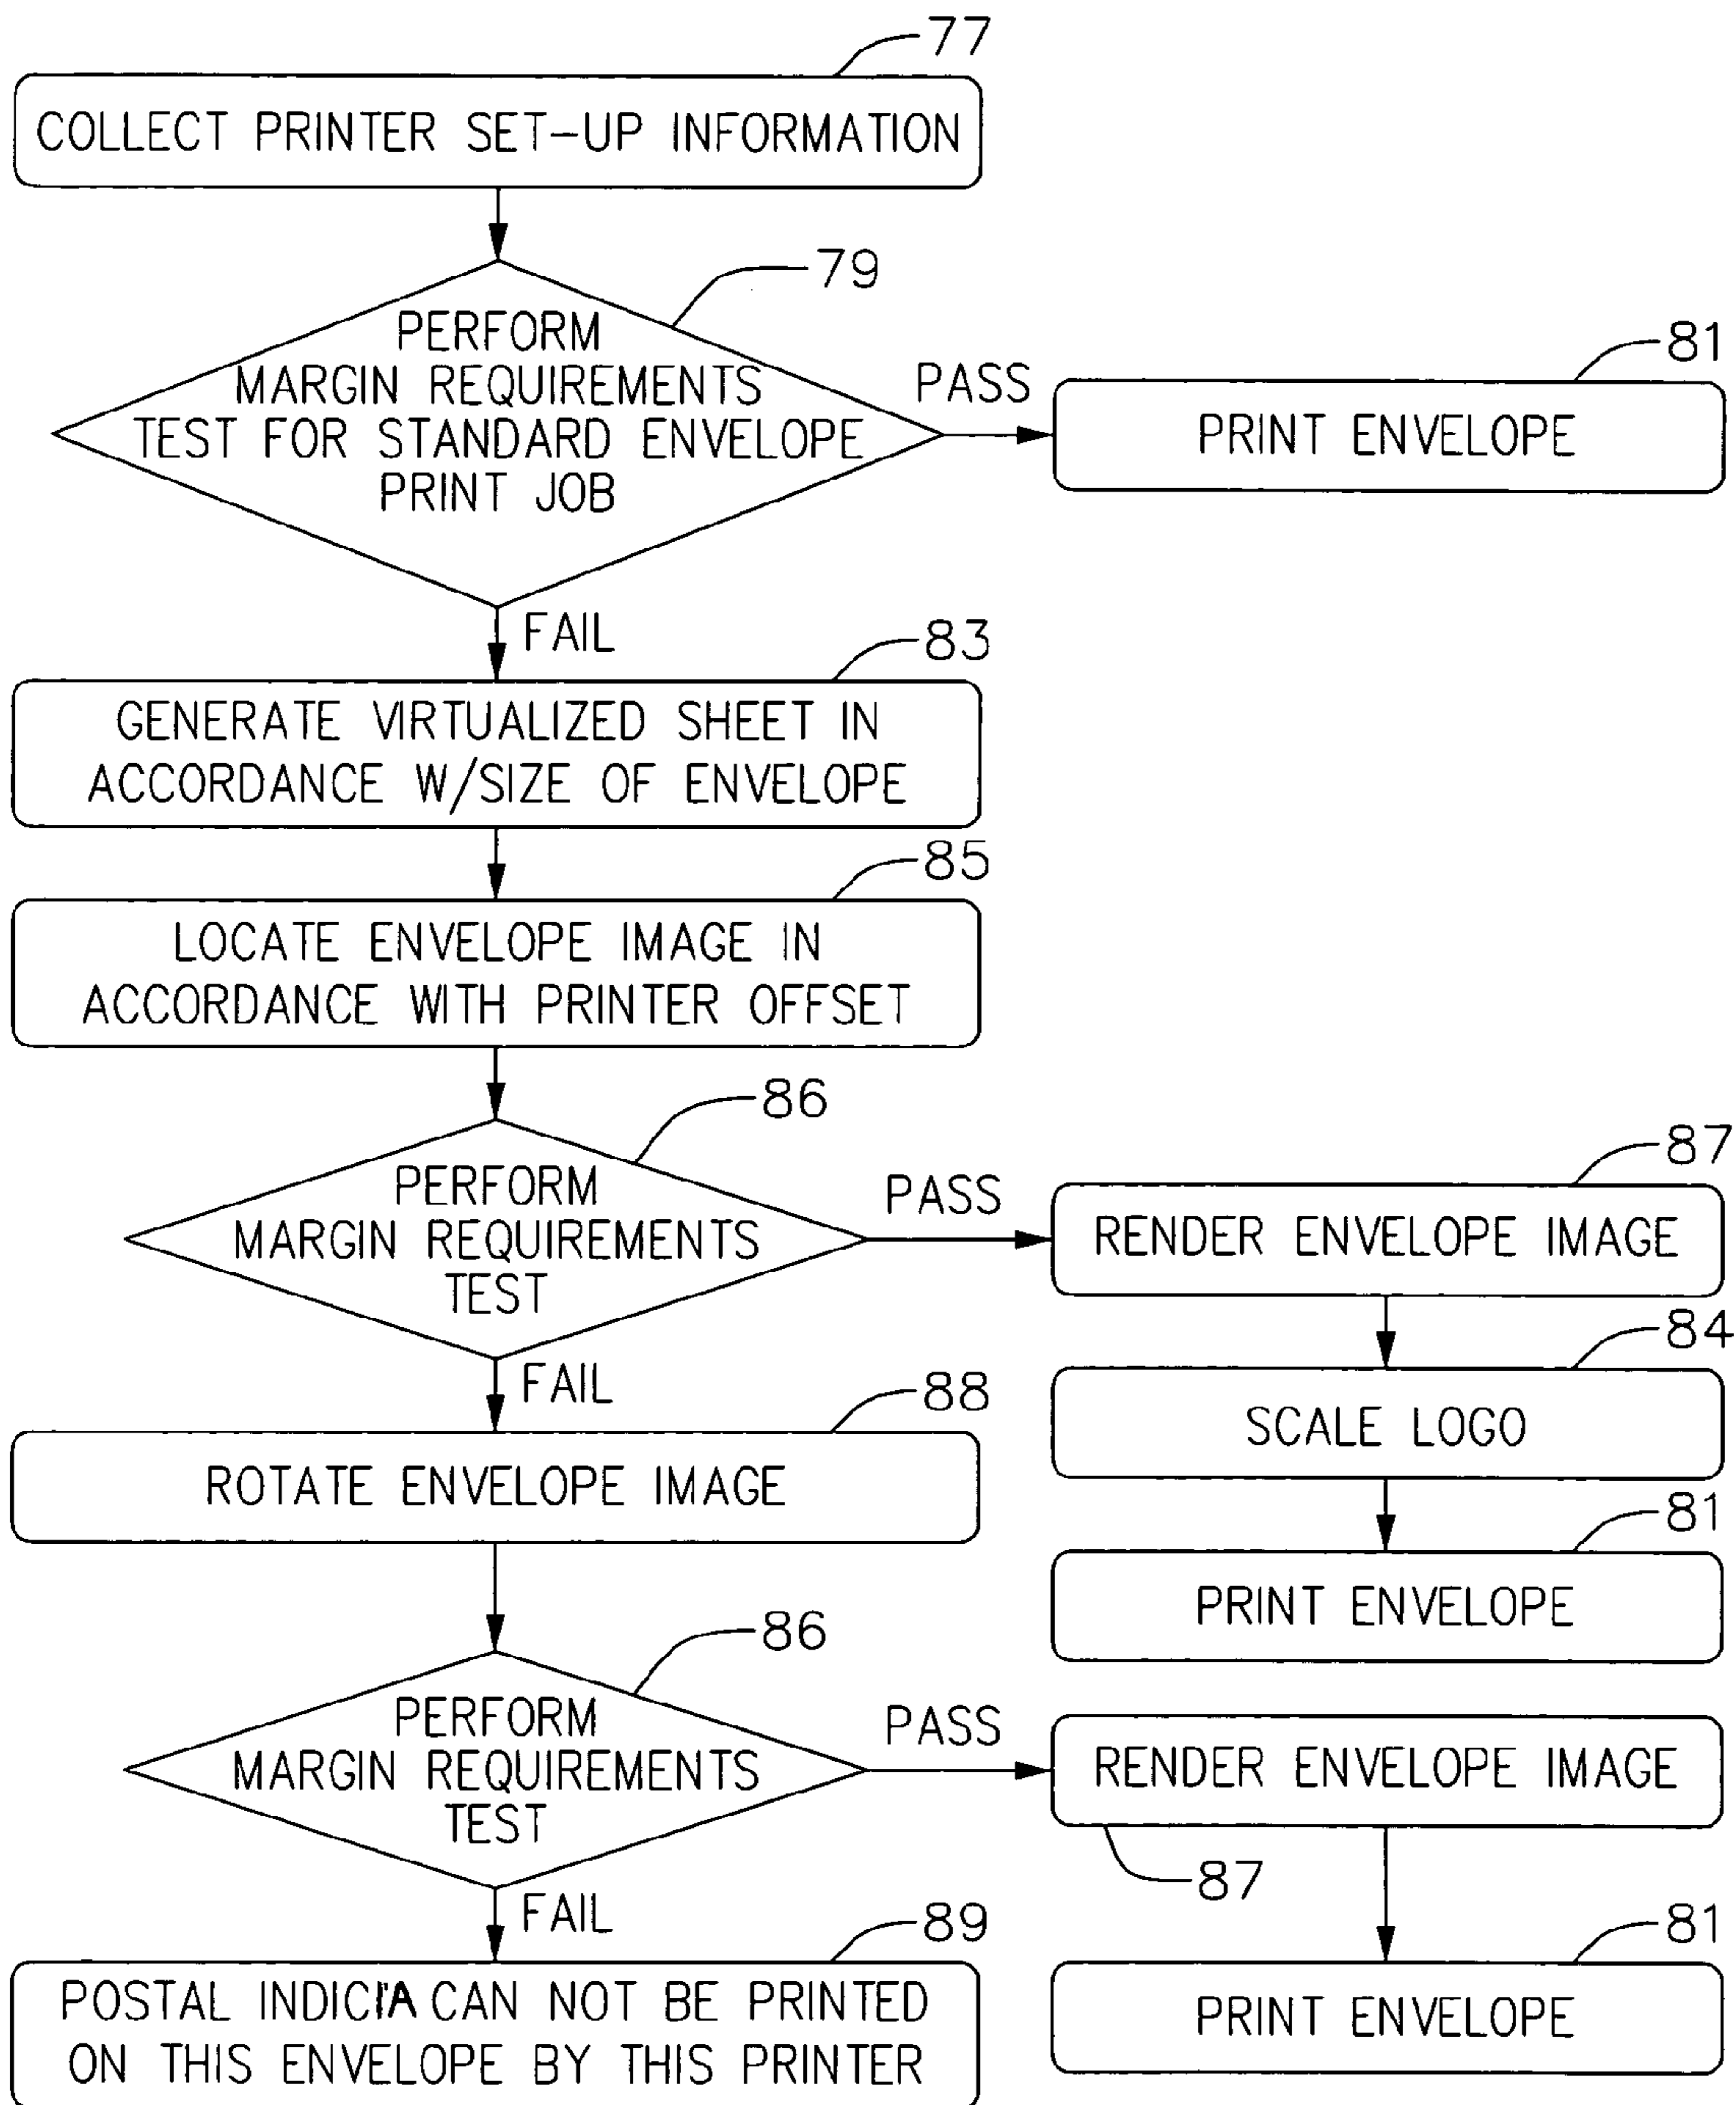 77
COLLECT PRINTER SET-UP INFORMATION
79
PERFORM
MARGIN REQUIREMENTS
TEST FOR STANDARD ENVELOPE
PRINT JOB
PASS
81
PRINT ENVELOPE
FAIL
83
GENERATE VIRTUALIZED SHEET IN
ACCORDANCE W/SIZE OF ENVELOPE
85
LOCATE ENVELOPE IMAGE IN
ACCORDANCE WITH PRINTER OFFSET
86
PERFORM
MARGIN REQUIREMENTS
TEST
PASS
87
RENDER ENVELOPE IMAGE
84
SCALE LOGO
81
PRINT ENVELOPE
FAIL
88
ROTATE ENVELOPE IMAGE
86
PERFORM
MARGIN REQUIREMENTS
TEST
PASS
RENDER ENVELOPE IMAGE
87
81
PRINT ENVELOPE
FAIL
89
POSTAL INDICIA CAN NOT BE PRINTED
ON THIS ENVELOPE BY THIS PRINTER